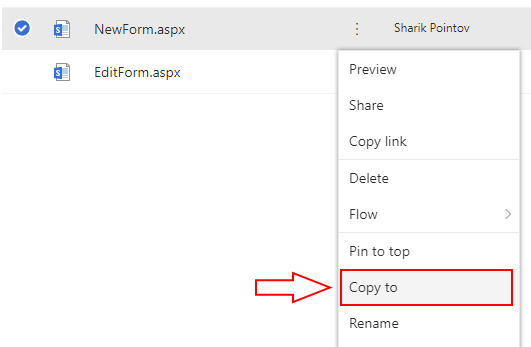 NewForm.aspx Sharik Pointov
EditForm.aspx
Preview
Share
Copy link
Delete
Flow
Pin to top
Copy to
Rename